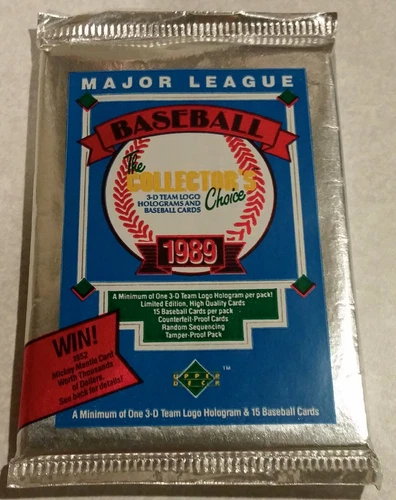 MAJOR LEAGUE
BASEBALL
The
COLLECTOR'S
Choice
3-D TEAM LOGO
HOLOGRAMS AND
BASEBALL CARDS
1989
A Minimum of One 3-D Team Logo Hologram per pack!
Limited Edition, High Quality Cards
15 Baseball Cards per pack
Counterfeit-Proof Cards
Random Sequencing
Tamper-Proof Pack
WIN!
1952
Mickey Mantle Card
Worth Thousands
of Dollars.
See back for details!
UPPER
DECK
TM
A Minimum of One 3-D Team Logo Hologram & 15 Baseball Cards